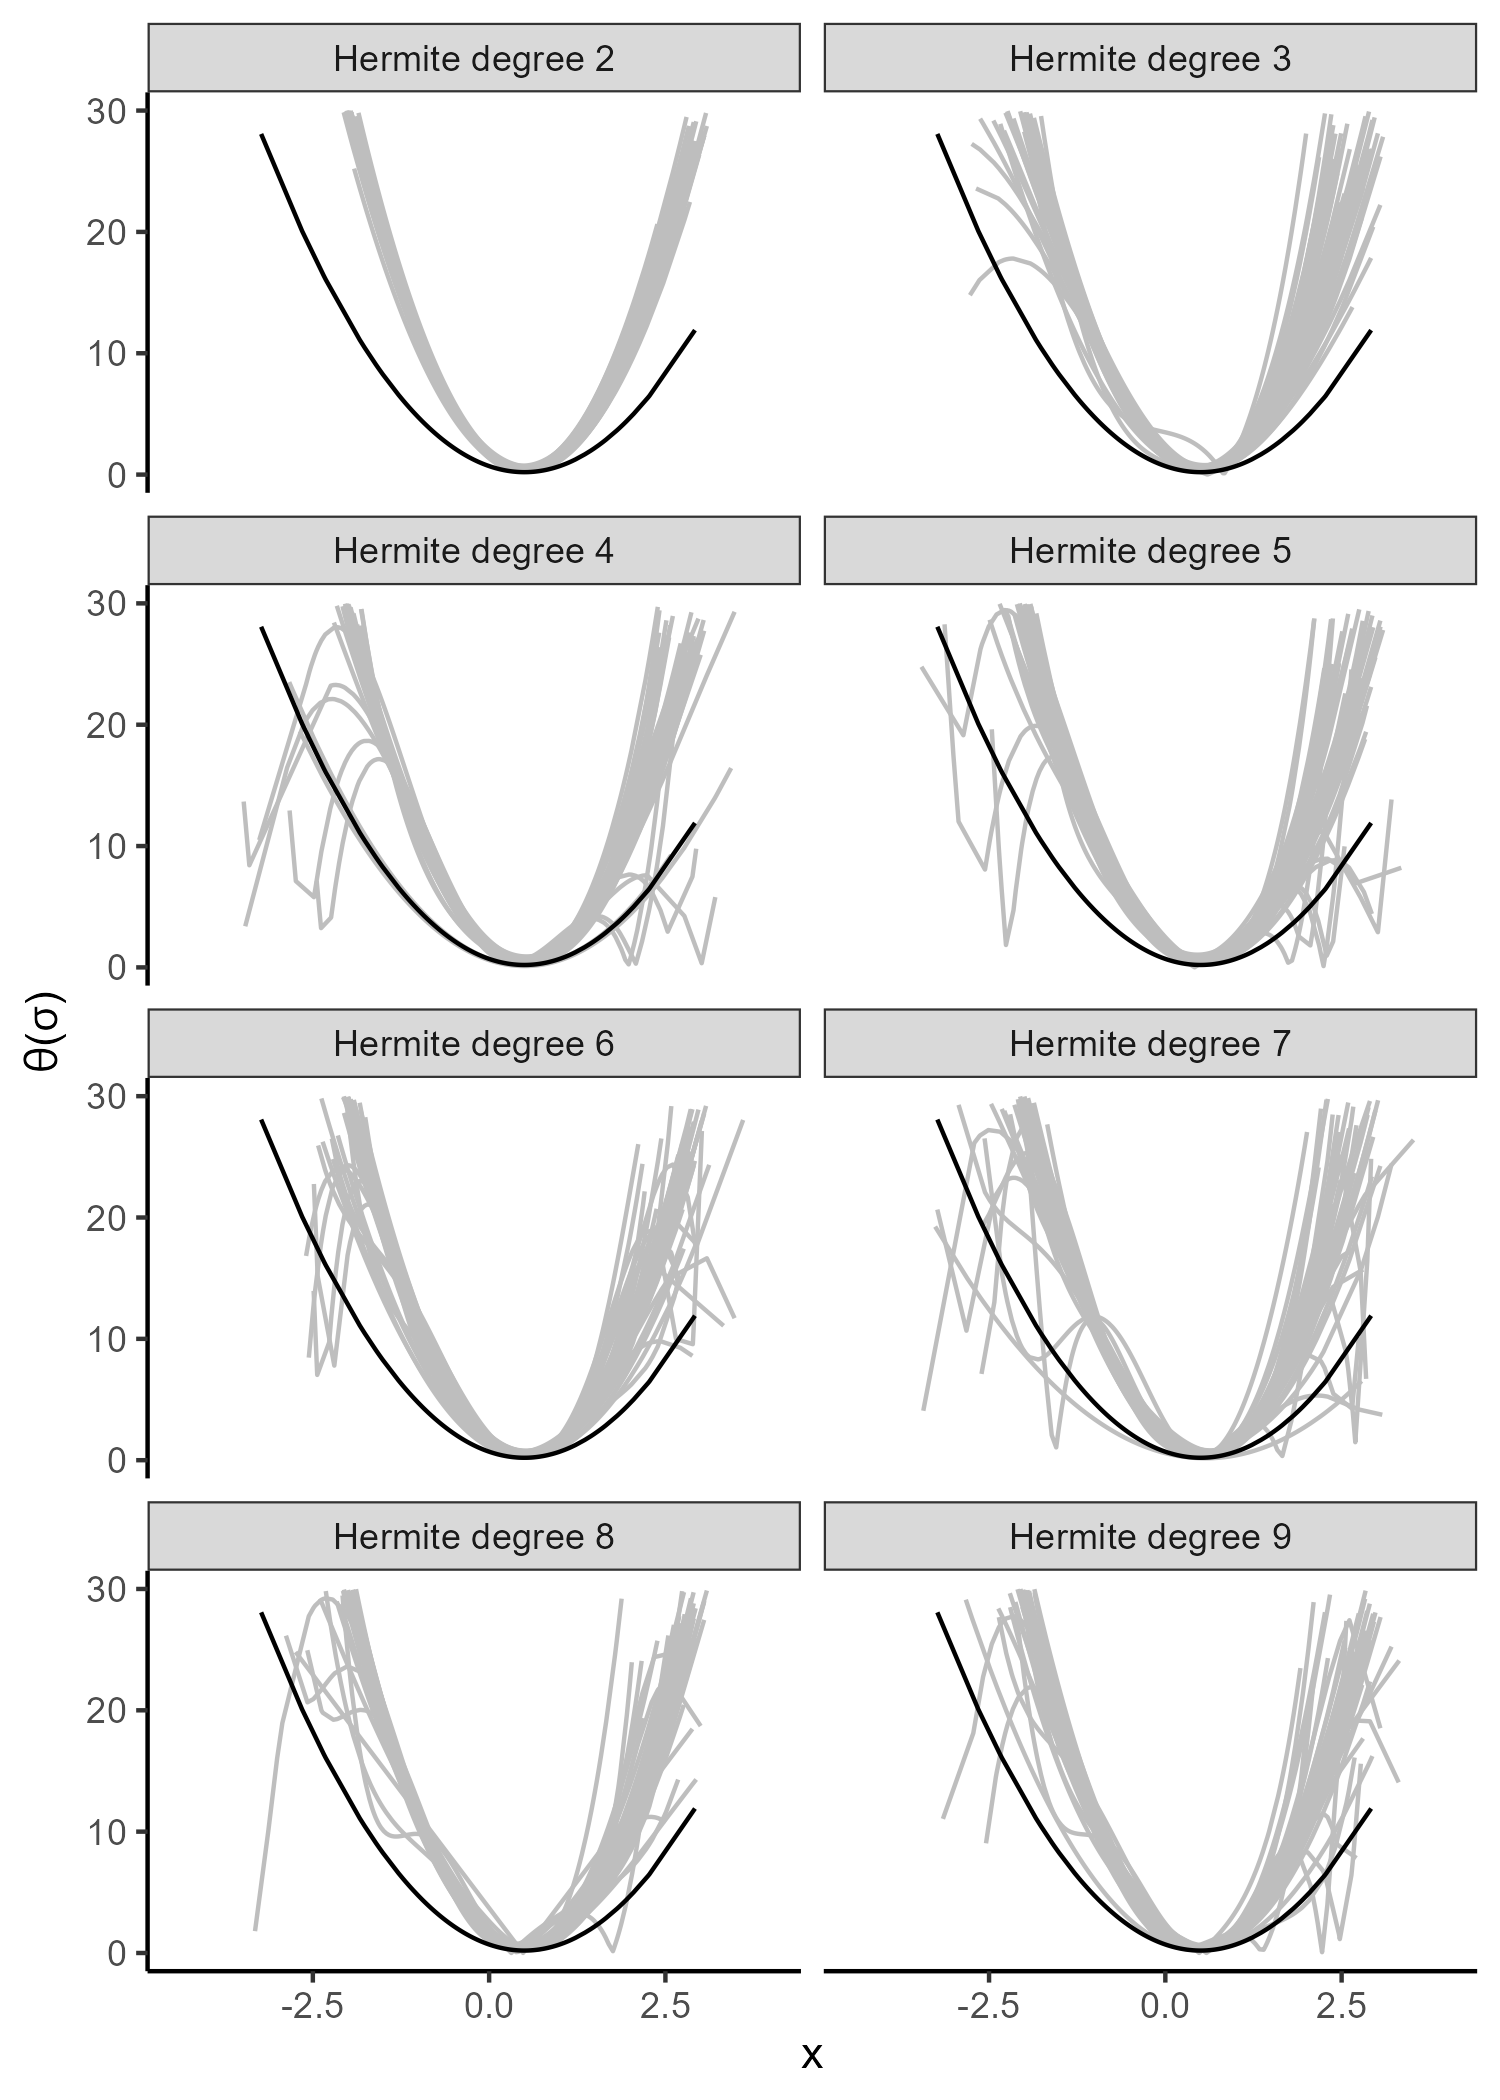 Hermite degree 2
Hermite degree 3
30
20
10
0
Hermite degree 4
Hermite degree 5
30
20
10
0
θ(σ)
Hermite degree 6
Hermite degree 7
30
20
10
0
Hermite degree 8
Hermite degree 9
30
20
10
0
-2.5 0.0 2.5
-2.5 0.0 2.5
x